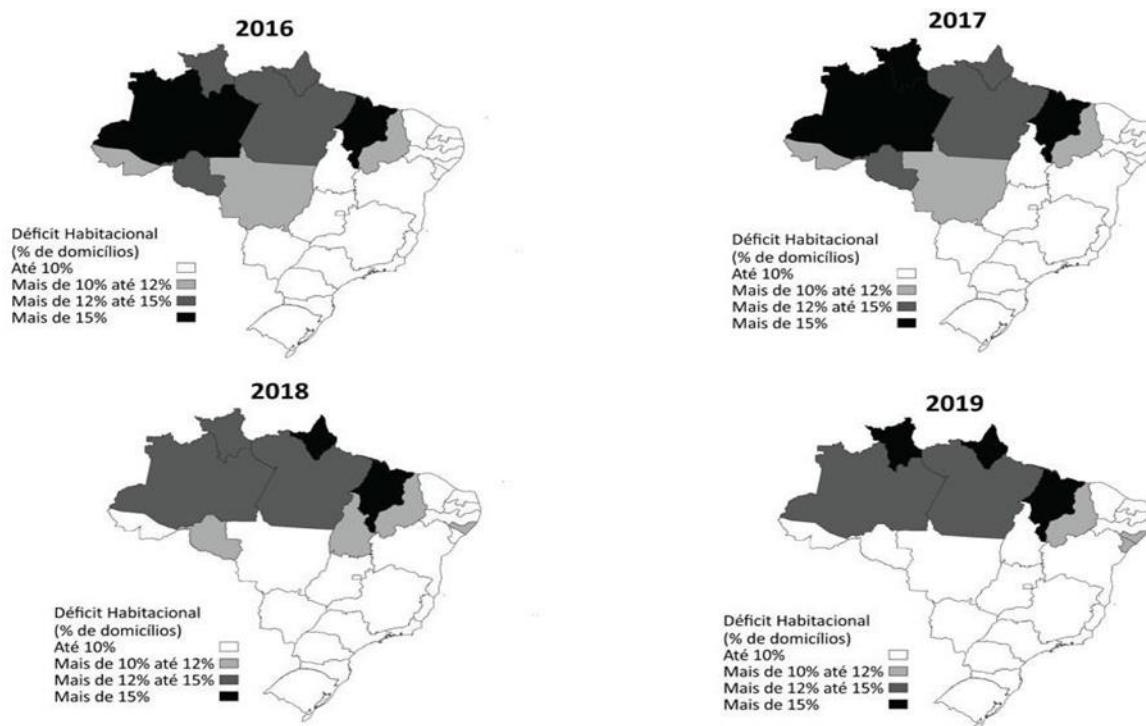 2016
Déficit Habitacional
(% de domicílios)
Até 10%
Mais de 10% até 12%
Mais de 12% até 15%
Mais de 15%
2017
Déficit Habitacional
(% de domicílios)
Até 10%
Mais de 10% até 12%
Mais de 12% até 15%
Mais de 15%
2018
Déficit Habitacional
(% de domicílios)
Até 10%
Mais de 10% até 12%
Mais de 12% até 15%
Mais de 15%
2019
Déficit Habitacional
(% de domicílios)
Até 10%
Mais de 10% até 12%
Mais de 12% até 15%
Mais de 15%